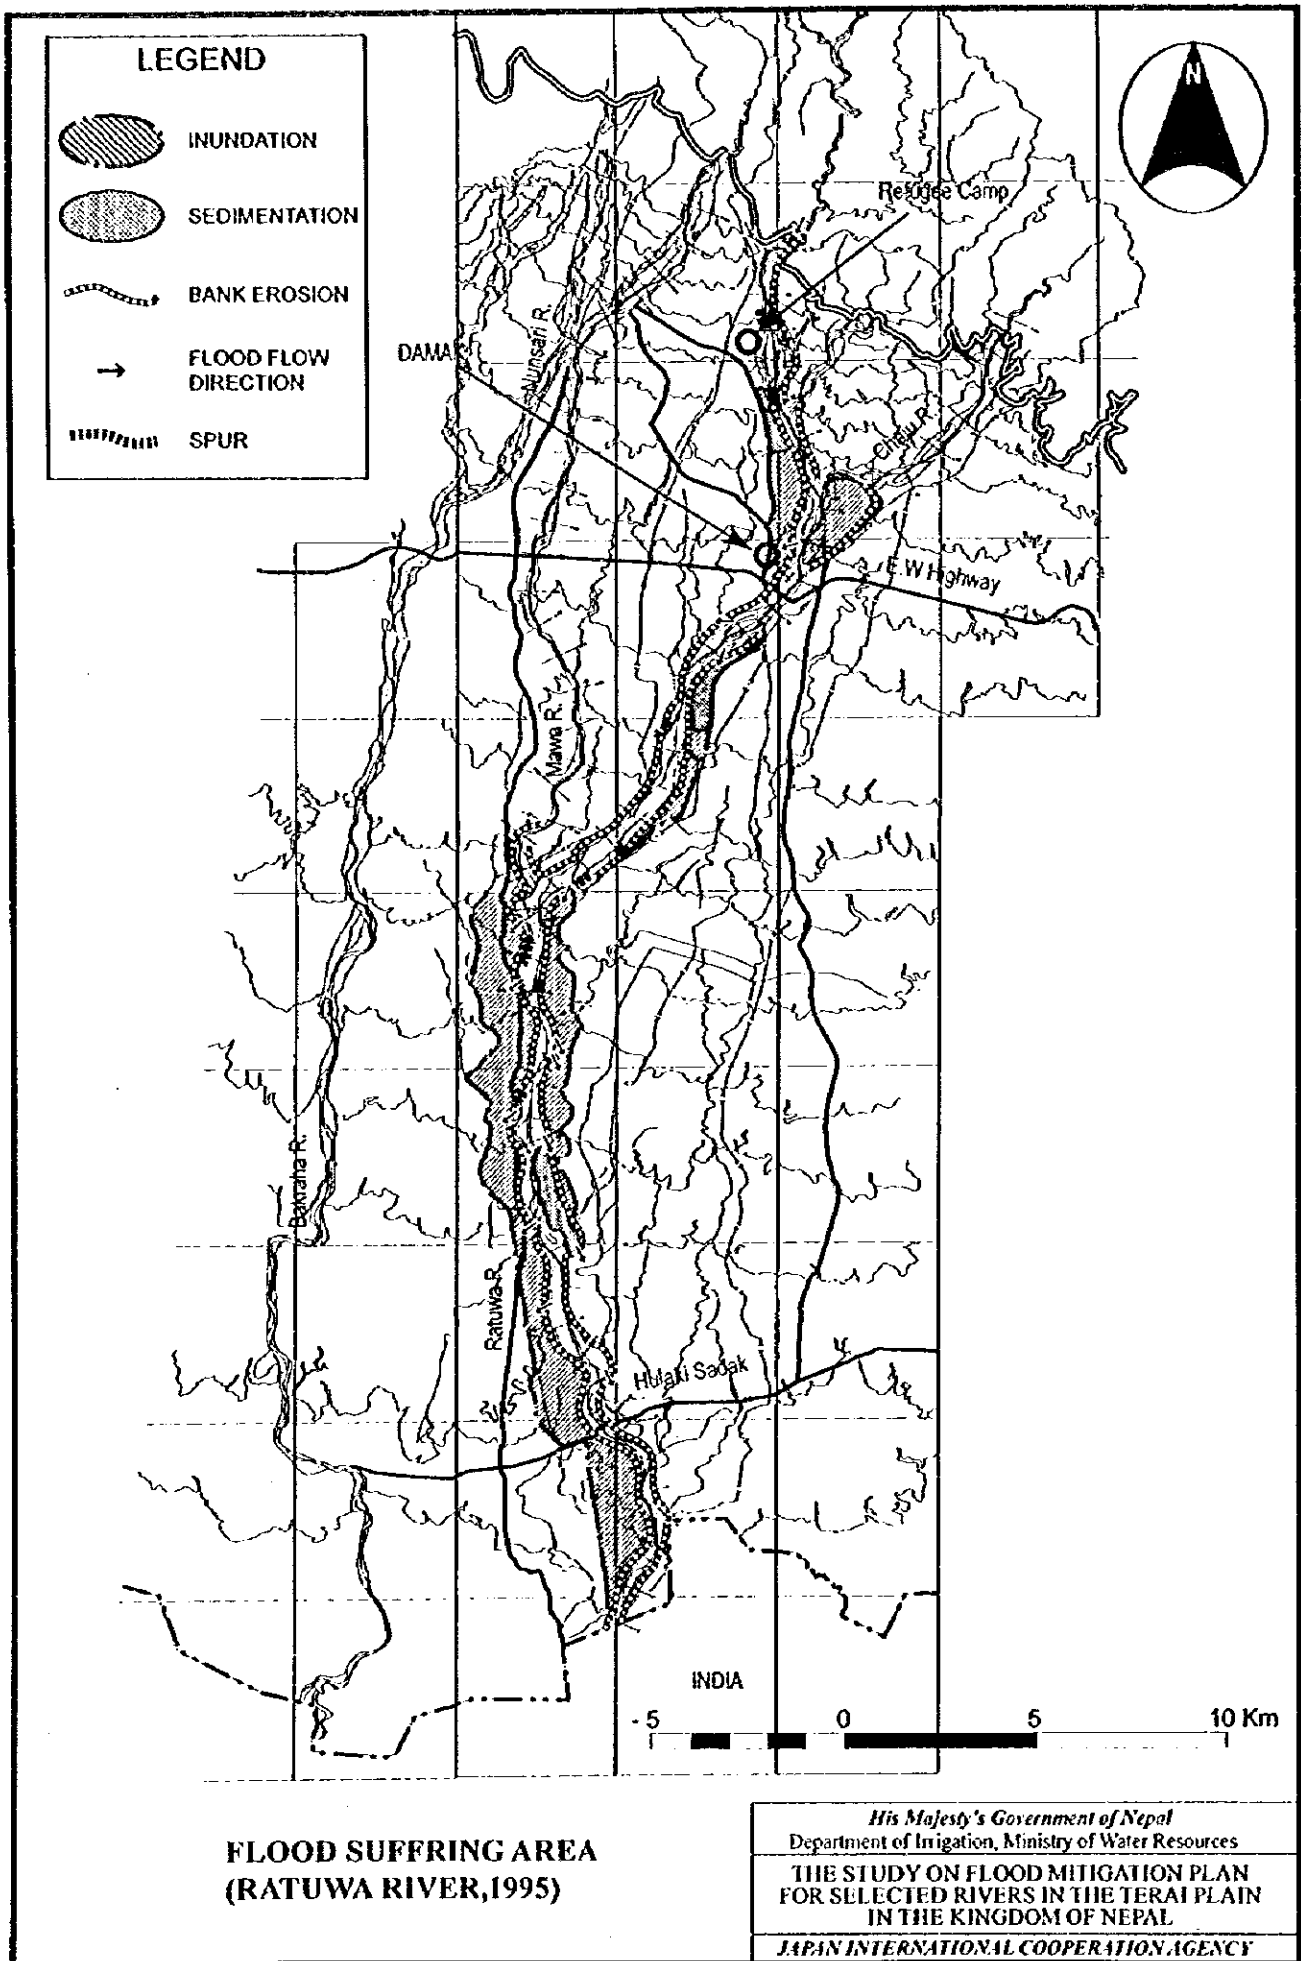 LEGEND
INUNDATION
SEDIMENTATION
BANK EROSION
FLOOD FLOW
DIRECTION
SPUR
N
Refugee Camp
DAMA
Nunsari R.
Chaju R.
E.W Highway
Mawa R.
Bakraha R.
Ratuwa R.
Hulaki Sadak
INDIA
- 5 0 5 10 Km
FLOOD SUFFRING AREA
(RATUWA RIVER,1995)
His Majesty's Government of Nepal
Department of Irrigation, Ministry of Water Resources
THE STUDY ON FLOOD MITIGATION PLAN
FOR SELECTED RIVERS IN THE TERAI PLAIN
IN THE KINGDOM OF NEPAL
JAPAN INTERNATIONAL COOPERATION AGENCY